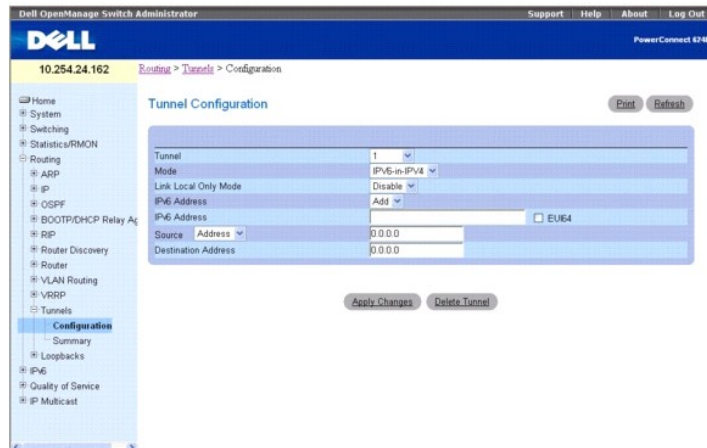 Dell OpenManage Switch Administrator
Support Help About Log Out
DELL
PowerConnect 624
10.254.24.162
Routing > Tunnels > Configuration
Home
System
Switching
Statistics/RMON
Routing
ARP
IP
OSPF
BOOTP/DHCP Relay Ag
RIP
Router Discovery
Router
VLAN Routing
VRRP
Tunnels
Configuration
Summary
Loopbacks
IPv6
Quality of Service
IP Multicast
Tunnel Configuration
Print Refresh
Tunnel 1
Mode IPV6-in-IPV4
Link Local Only Mode Disable
IPv6 Address Add
IPv6 Address EUI64
Source Address 0.0.0.0
Destination Address 0.0.0.0
Apply Changes Delete Tunnel